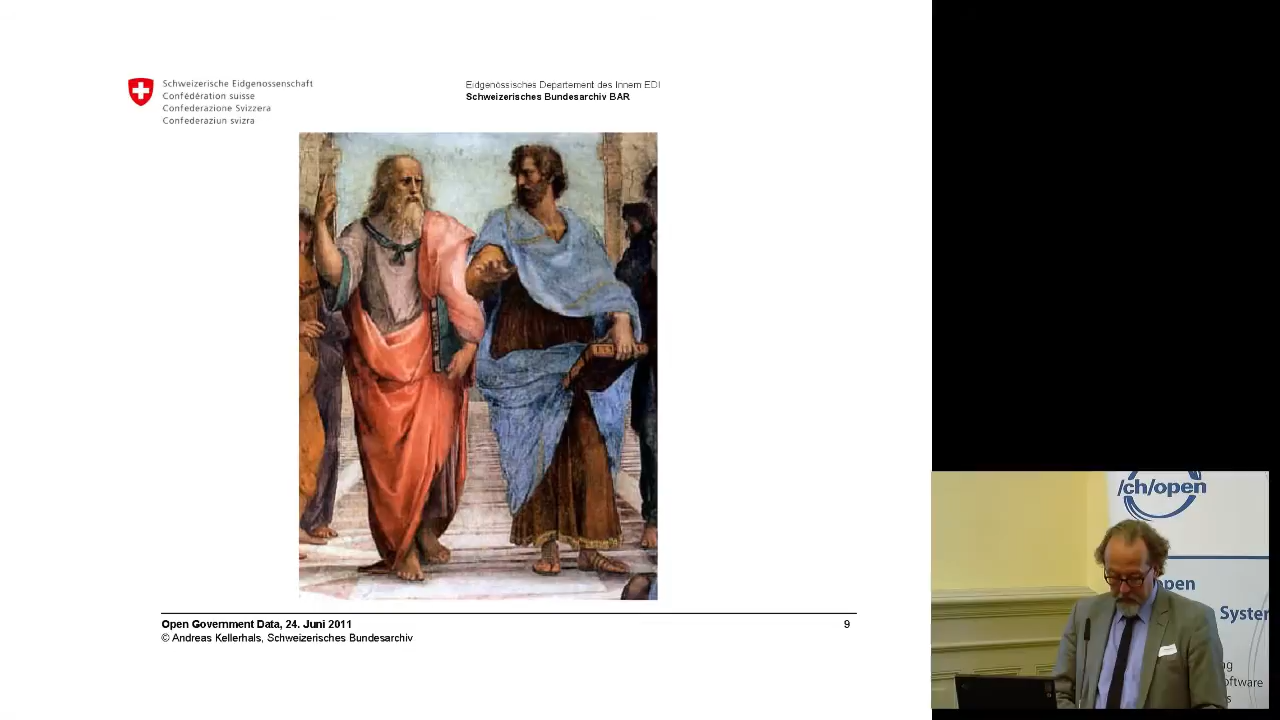 Schweizerische Eidgenossenschaft
Confédération suisse
Confederazione Svizzera
Confederaziun svizra
Eidgenössisches Departement des Innern EDI
Schweizerisches Bundesarchiv BAR
Open Government Data, 24. Juni 2011
© Andreas Kellerhals, Schweizerisches Bundesarchiv
9
/ch/open
open
System